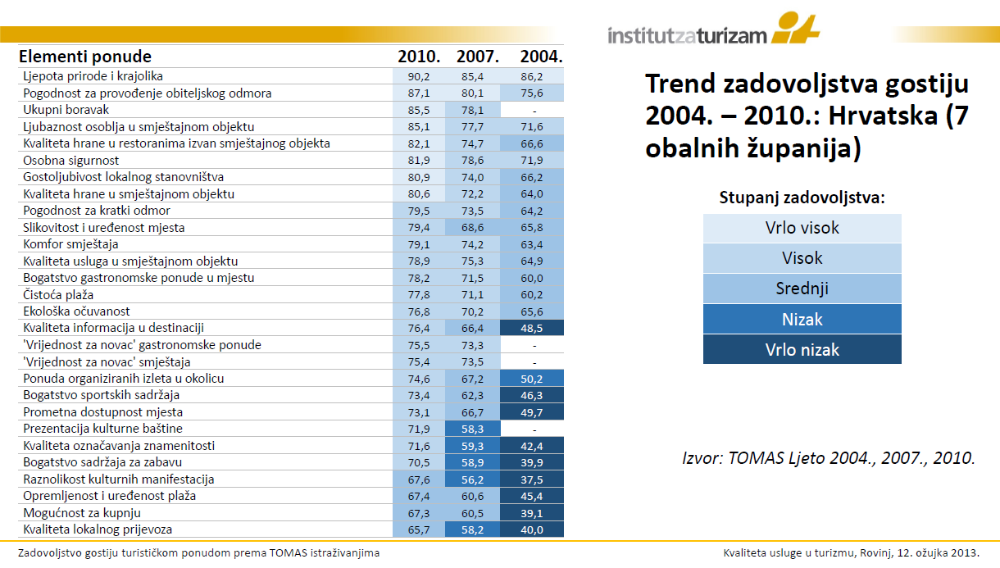 institutzaturizam
Elementi ponude 2010. 2007. 2004.
Ljepota prirode i krajolika 90,2 85,4 86,2
Pogodnost za provođenje obiteljskog odmora 87,1 80,1 75,6
Ukupni boravak 85,5 78,1 -
Ljubaznost osoblja u smještajnom objektu 85,1 77,7 71,6
Kvaliteta hrane u restoranima izvan smještajnog objekta 82,1 74,7 66,6
Osobna sigurnost 81,9 78,6 71,9
Gostoljubivost lokalnog stanovništva 80,9 74,0 66,2
Kvaliteta hrane u smještajnom objektu 80,6 72,2 64,0
Pogodnost za kratki odmor 79,5 73,5 64,2
Slikovitost i uređenost mjesta 79,4 68,6 65,8
Komfor smještaja 79,1 74,2 63,4
Kvaliteta usluga u smještajnom objektu 78,9 75,3 64,9
Bogatstvo gastronomske ponude u mjestu 78,2 71,5 60,0
Čistoća plaža 77,8 71,1 60,2
Ekološka očuvanost 76,8 70,2 65,6
Kvaliteta informacija u destinaciji 76,4 66,4 48,5
'Vrijednost za novac' gastronomske ponude 75,5 73,3 -
'Vrijednost za novac' smještaja 75,4 73,5 -
Ponuda organiziranih izleta u okolicu 74,6 67,2 50,2
Bogatstvo sportskih sadržaja 73,4 62,3 46,3
Prometna dostupnost mjesta 73,1 66,7 49,7
Prezentacija kulturne baštine 71,9 58,3 -
Kvaliteta označavanja znamenitosti 71,6 59,3 42,4
Bogatstvo sadržaja za zabavu 70,5 58,9 39,9
Raznolikost kulturnih manifestacija 67,6 56,2 37,5
Opremljenost i uređenost plaža 67,4 60,6 45,4
Mogućnost za kupnju 67,3 60,5 39,1
Kvaliteta lokalnog prijevoza 65,7 58,2 40,0
Trend zadovoljstva gostiju
2004. – 2010.: Hrvatska (7
obalnih županija)
Stupanj zadovoljstva:
Vrlo visok
Visok
Srednji
Nizak
Vrlo nizak
Izvor: TOMAS Ljeto 2004., 2007., 2010.
Zadovoljstvo gostiju turističkom ponudom prema TOMAS istraživanjima
Kvaliteta usluge u turizmu, Rovinj, 12. ožujka 2013.